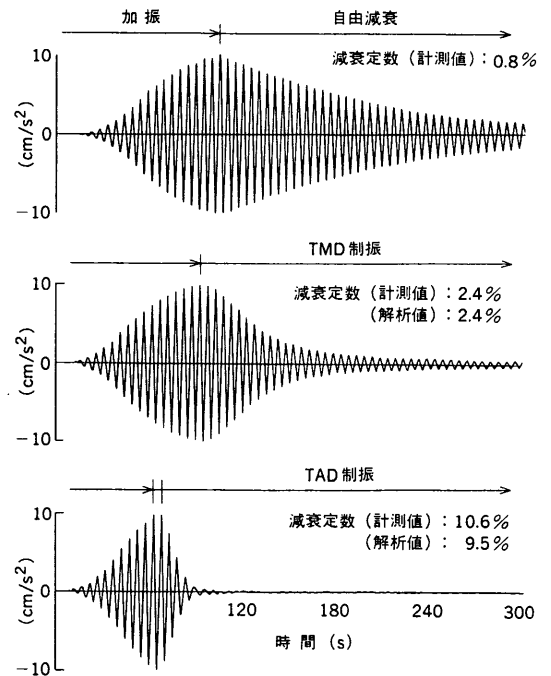 加振 自由減衰
減衰定数（計測値）：0.8％
10
0
－10
(cm/s²)
TMD制振
減衰定数（計測値）：2.4％
（解析値）：2.4％
10
0
－10
(cm/s²)
TAD制振
減衰定数（計測値）：10.6％
（解析値）： 9.5％
10
0
－10
(cm/s²)
120 180 240 300
時間（s）